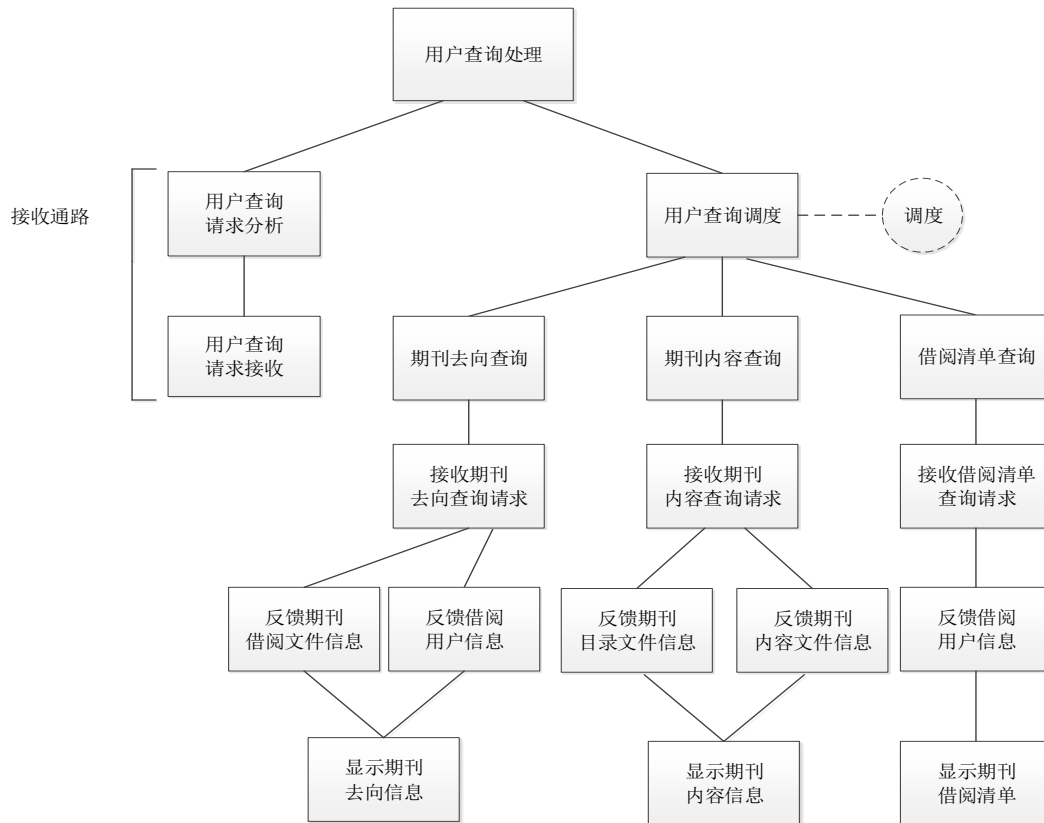 用户查询处理
接收通路
用户查询
请求分析
用户查询调度
调度
用户查询
请求接收
期刊去向查询
期刊内容查询
借阅清单查询
接收期刊
去向查询请求
接收期刊
内容查询请求
接收借阅清单
查询请求
反馈期刊
借阅文件信息
反馈借阅
用户信息
反馈期刊
目录文件信息
反馈期刊
内容文件信息
反馈借阅
用户信息
显示期刊
去向信息
显示期刊
内容信息
显示期刊
借阅清单